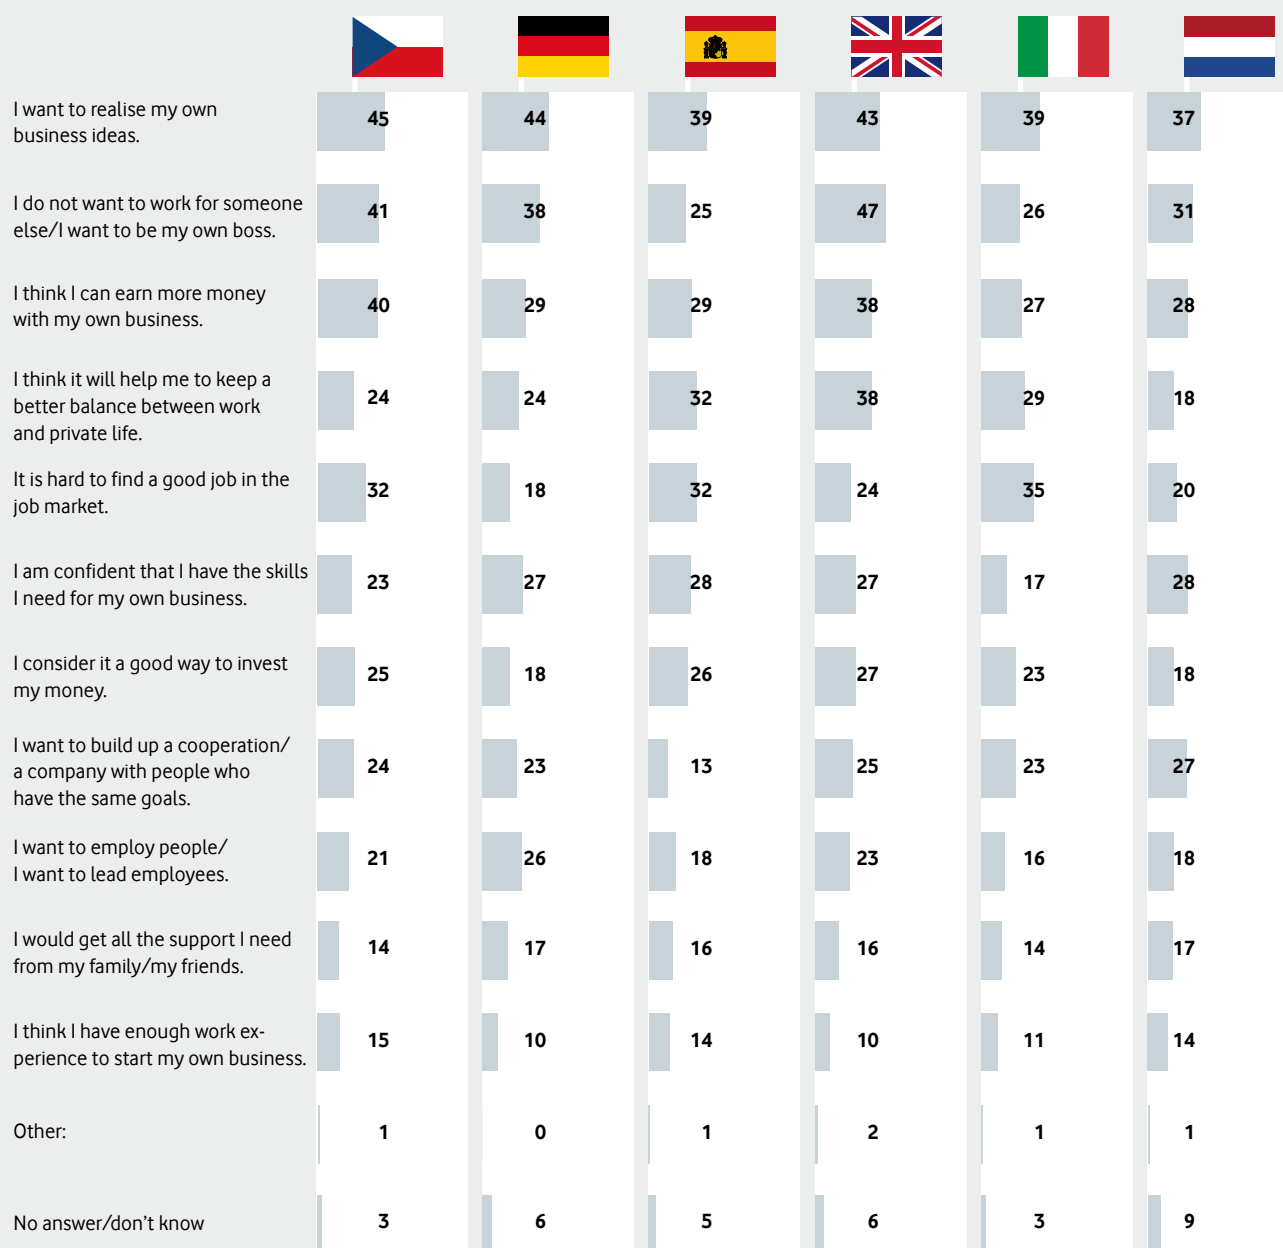 I want to realise my own
business ideas.
45 44 39 43 39 37
I do not want to work for someone
else/I want to be my own boss.
41 38 25 47 26 31
I think I can earn more money
with my own business.
40 29 29 38 27 28
I think it will help me to keep a
better balance between work
and private life.
24 24 32 38 29 18
It is hard to find a good job in the
job market.
32 18 32 24 35 20
I am confident that I have the skills
I need for my own business.
23 27 28 27 17 28
I consider it a good way to invest
my money.
25 18 26 27 23 18
I want to build up a cooperation/
a company with people who
have the same goals.
24 23 13 25 23 27
I want to employ people/
I want to lead employees.
21 26 18 23 16 18
I would get all the support I need
from my family/my friends.
14 17 16 16 14 17
I think I have enough work ex-
perience to start my own business.
15 10 14 10 11 14
Other:
1 0 1 2 1 1
No answer/don’t know
3 6 5 6 3 9